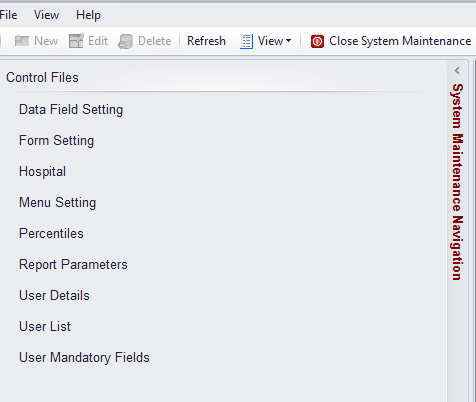 File View Help
New Edit Delete Refresh View Close System Maintenance
Control Files
Data Field Setting
Form Setting
Hospital
Menu Setting
Percentiles
Report Parameters
User Details
User List
User Mandatory Fields
System Maintenance Navigation